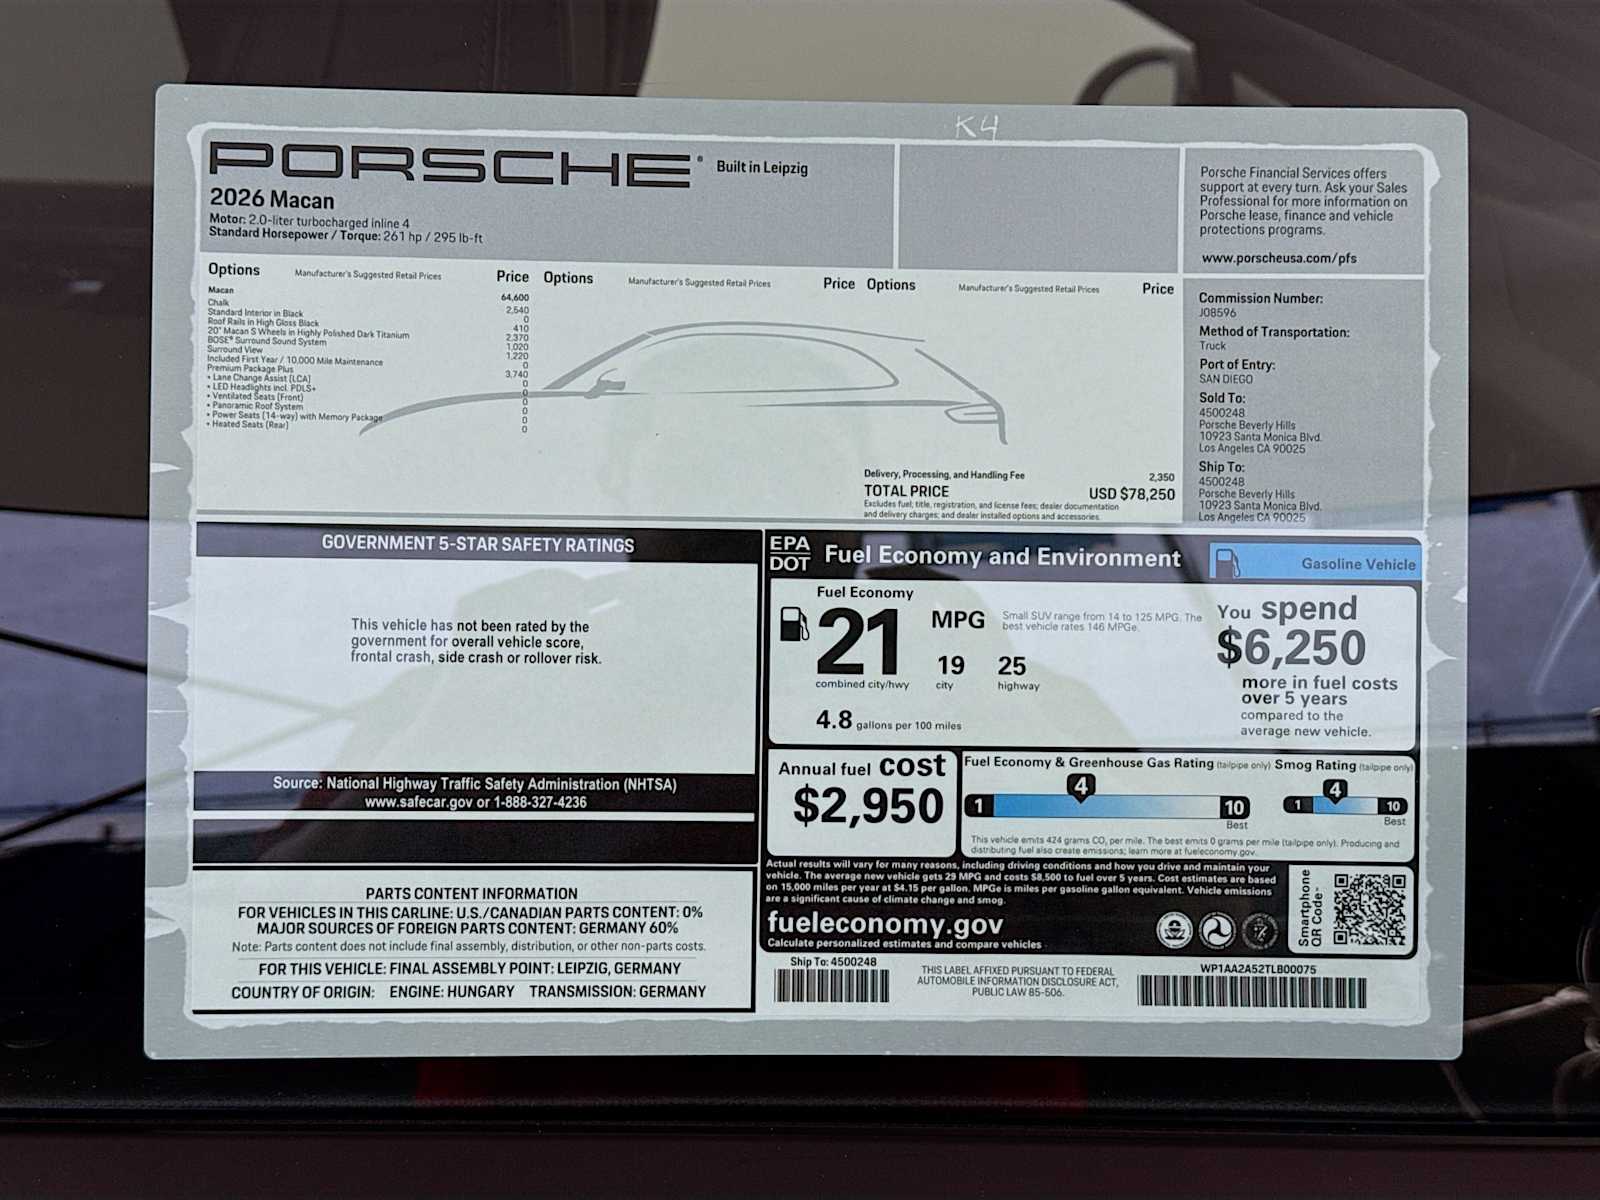 K4
PORSCHE®
Built in Leipzig
2026 Macan
Motor: 2.0-liter turbocharged inline 4
Standard Horsepower / Torque: 261 hp / 295 lb-ft
Porsche Financial Services offers
support at every turn. Ask your Sales
Professional for more information on
Porsche lease, finance and vehicle
protections programs.
www.porscheusa.com/pfs
Options Manufacturer's Suggested Retail Prices Price Options Manufacturer's Suggested Retail Prices Price Options Manufacturer's Suggested Retail Prices Price
Macan 64,600
Chalk 2,540
Standard Interior in Black 0
Roof Rails in High Gloss Black 410
20" Macan S Wheels in Highly Polished Dark Titanium 2,370
BOSE® Surround Sound System 1,020
Surround View 1,220
Included First Year / 10,000 Mile Maintenance 0
Premium Package Plus 3,740
• Lane Change Assist (LCA) 0
• LED Headlights incl. PDLS+ 0
• Ventilated Seats (Front) 0
• Panoramic Roof System 0
• Power Seats (14-way) with Memory Package 0
• Heated Seats (Rear) 0
Delivery, Processing, and Handling Fee 2,350
TOTAL PRICE USD $78,250
Excludes fuel; title, registration, and license fees; dealer documentation
and delivery charges; and dealer installed options and accessories.
Commission Number:
J08596
Method of Transportation:
Truck
Port of Entry:
SAN DIEGO
Sold To:
4500248
Porsche Beverly Hills
10923 Santa Monica Blvd.
Los Angeles CA 90025
Ship To:
4500248
Porsche Beverly Hills
10923 Santa Monica Blvd.
Los Angeles CA 90025
GOVERNMENT 5-STAR SAFETY RATINGS
This vehicle has not been rated by the
government for overall vehicle score,
frontal crash, side crash or rollover risk.
Source: National Highway Traffic Safety Administration (NHTSA)
www.safecar.gov or 1-888-327-4236
PARTS CONTENT INFORMATION
FOR VEHICLES IN THIS CARLINE: U.S./CANADIAN PARTS CONTENT: 0%
MAJOR SOURCES OF FOREIGN PARTS CONTENT: GERMANY 60%
Note: Parts content does not include final assembly, distribution, or other non-parts costs.
FOR THIS VEHICLE: FINAL ASSEMBLY POINT: LEIPZIG, GERMANY
COUNTRY OF ORIGIN: ENGINE: HUNGARY TRANSMISSION: GERMANY
EPA
DOT
Fuel Economy and Environment
Gasoline Vehicle
Fuel Economy
21 MPG
combined city/hwy
19
city
25
highway
Small SUV range from 14 to 125 MPG. The
best vehicle rates 146 MPGe.
4.8 gallons per 100 miles
You spend
$6,250
more in fuel costs
over 5 years
compared to the
average new vehicle.
Annual fuel cost
$2,950
Fuel Economy & Greenhouse Gas Rating (tailpipe only)
1 4 10
Best
Smog Rating (tailpipe only)
1 4 10
Best
This vehicle emits 424 grams CO₂ per mile. The best emits 0 grams per mile (tailpipe only). Producing and
distributing fuel also create emissions; learn more at fueleconomy.gov.
Actual results will vary for many reasons, including driving conditions and how you drive and maintain your
vehicle. The average new vehicle gets 29 MPG and costs $8,500 to fuel over 5 years. Cost estimates are based
on 15,000 miles per year at $4.15 per gallon. MPGe is miles per gasoline gallon equivalent. Vehicle emissions
are a significant cause of climate change and smog.
fueleconomy.gov
Calculate personalized estimates and compare vehicles
Smartphone
QR Code™
Ship To: 4500248
THIS LABEL AFFIXED PURSUANT TO FEDERAL
AUTOMOBILE INFORMATION DISCLOSURE ACT,
PUBLIC LAW 85-506.
WP1AA2A52TLB00075